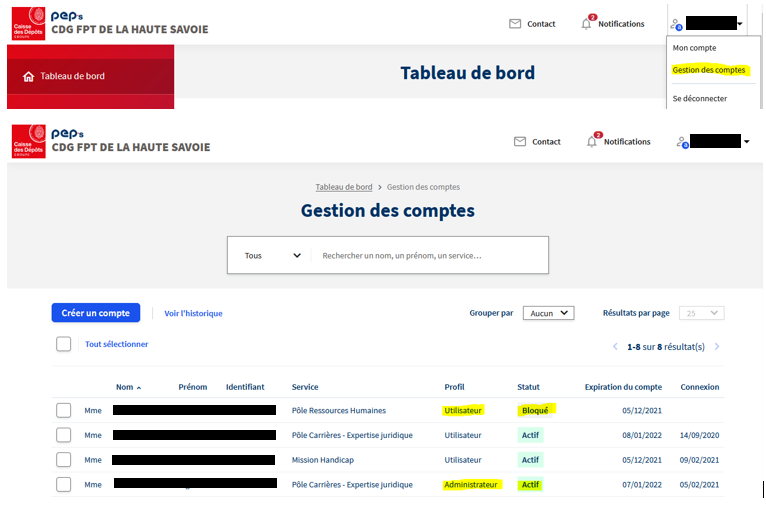 Caisse des Dépôts GROUPE
pep's
CDG FPT DE LA HAUTE SAVOIE
Contact
2 Notifications
Mon compte
Gestion des comptes
Se déconnecter
Tableau de bord
Tableau de bord
Caisse des Dépôts GROUPE
pep's
CDG FPT DE LA HAUTE SAVOIE
Contact
2 Notifications
Tableau de bord > Gestion des comptes
Gestion des comptes
Tous Rechercher un nom, un prénom, un service...
Créer un compte Voir l'historique Grouper par Aucun Résultats par page 25
Tout sélectionner 1-8 sur 8 résultat(s)
Nom Prénom Identifiant Service Profil Statut Expiration du compte Connexion
Mme Pôle Ressources Humaines Utilisateur Bloqué 05/12/2021
Mme Pôle Carrières - Expertise juridique Utilisateur Actif 08/01/2022 14/09/2020
Mme Mission Handicap Utilisateur Actif 05/12/2021 09/02/2021
Mme Pôle Carrières - Expertise juridique Administrateur Actif 07/01/2022 05/02/2021